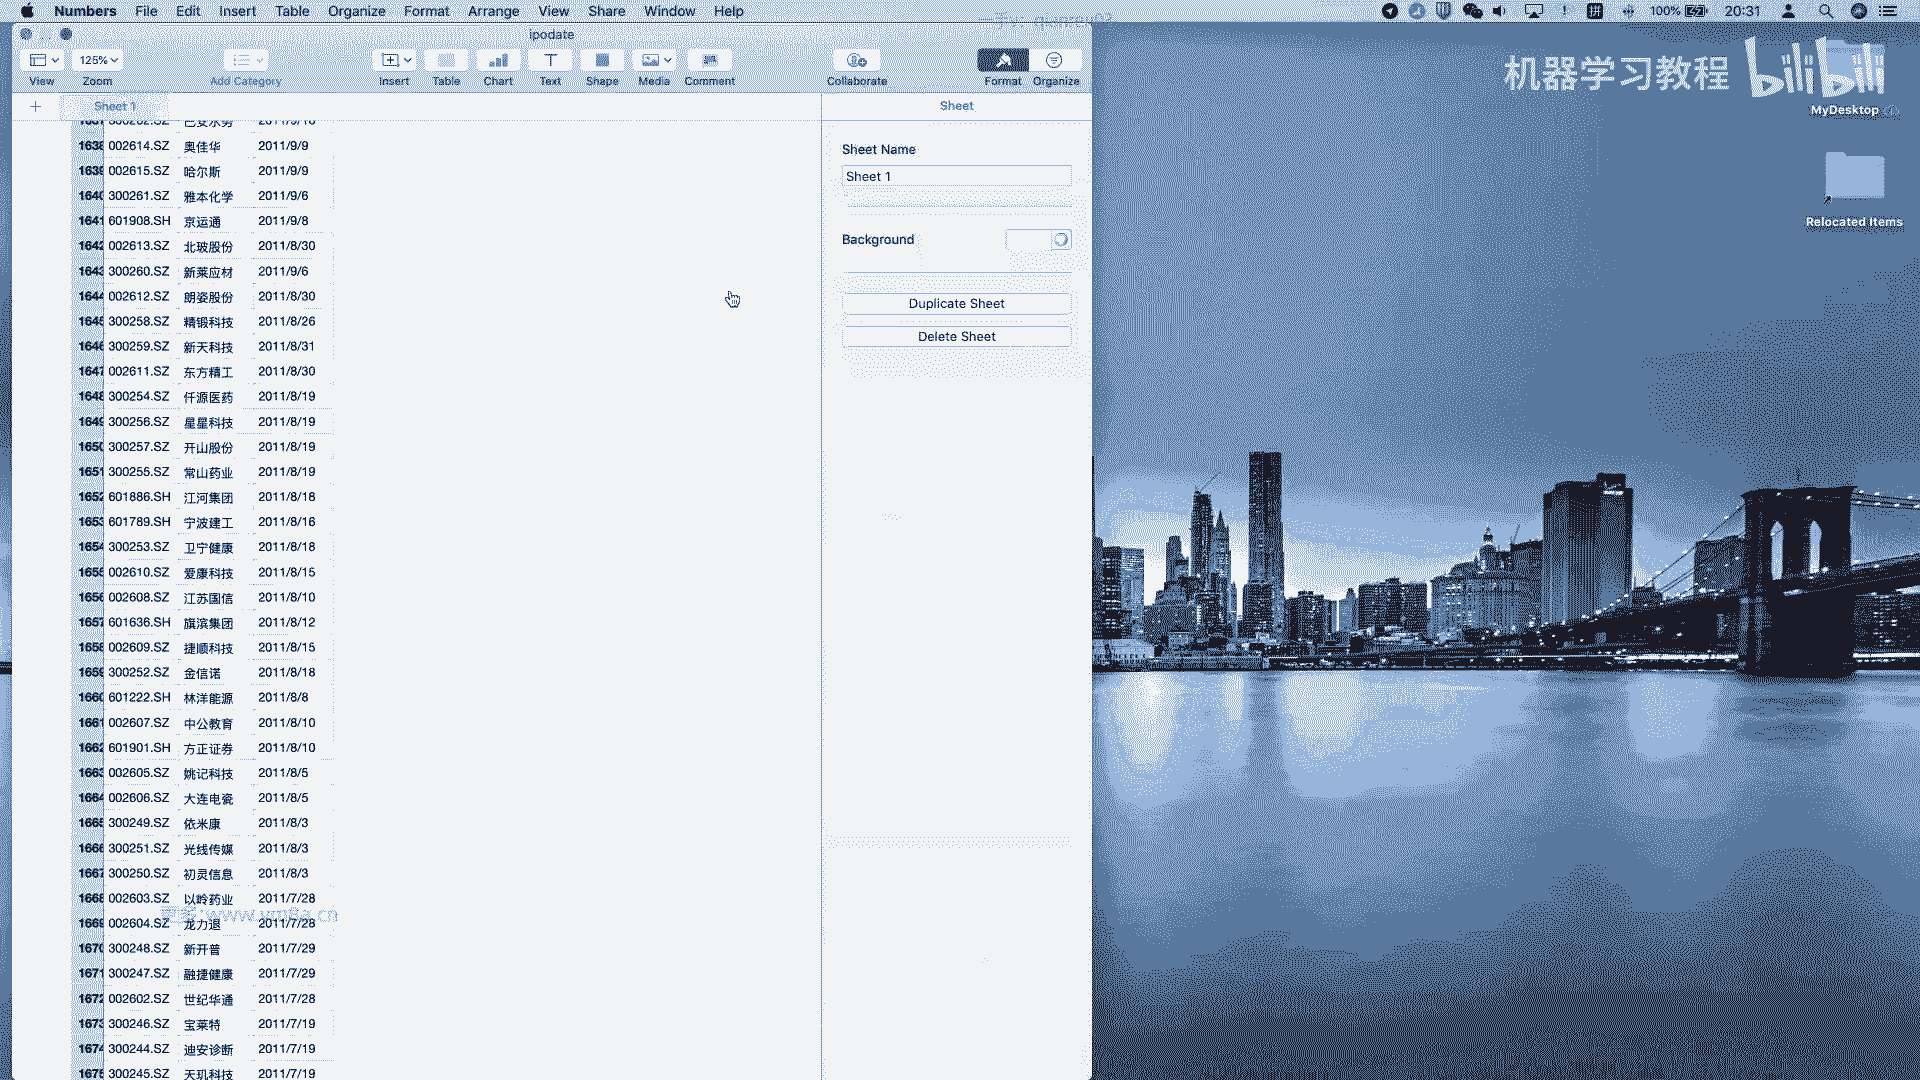 Numbers File Edit Insert Table Organize Format Arrange View Share Window Help 100% 20:31
ipodate
125%
View Zoom Add Category Insert Table Chart Text Shape Media Comment Collaborate Format Organize
Sheet 1 Sheet
机器学习教程 bilibili
MyDesktop
Relocated Items
Sheet Name
Sheet 1
Background
Duplicate Sheet
Delete Sheet
1638 002614.SZ 奥佳华 2011/9/9
1639 002615.SZ 哈尔斯 2011/9/9
1640 300261.SZ 雅本化学 2011/9/6
1641 601908.SH 京运通 2011/9/8
1642 002613.SZ 北玻股份 2011/8/30
1643 300260.SZ 新莱应材 2011/9/6
1644 002612.SZ 朗姿股份 2011/8/30
1645 300258.SZ 精锻科技 2011/8/26
1646 300259.SZ 新天科技 2011/8/31
1647 002611.SZ 东方精工 2011/8/30
1648 300254.SZ 仟源医药 2011/8/19
1649 300256.SZ 星星科技 2011/8/19
1650 300257.SZ 开山股份 2011/8/19
1651 300255.SZ 常山药业 2011/8/19
1652 601886.SH 江河集团 2011/8/18
1653 601789.SH 宁波建工 2011/8/16
1654 300253.SZ 卫宁健康 2011/8/18
1655 002610.SZ 爱康科技 2011/8/15
1656 002608.SZ 江苏国信 2011/8/10
1657 601636.SH 旗滨集团 2011/8/12
1658 002609.SZ 捷顺科技 2011/8/15
1659 300252.SZ 金信诺 2011/8/18
1660 601222.SH 林洋能源 2011/8/8
1661 002607.SZ 中公教育 2011/8/10
1662 601901.SH 方正证券 2011/8/10
1663 002605.SZ 姚记科技 2011/8/5
1664 002606.SZ 大连电瓷 2011/8/5
1665 300249.SZ 依米康 2011/8/3
1666 300251.SZ 光线传媒 2011/8/3
1667 300250.SZ 初灵信息 2011/8/3
1668 002603.SZ 以岭药业 2011/7/28
1669 002604.SZ 龙力退 2011/7/28
1670 300248.SZ 新开普 2011/7/29
1671 300247.SZ 融捷健康 2011/7/29
1672 002602.SZ 世纪华通 2011/7/28
1673 300246.SZ 宝莱特 2011/7/19
1674 300244.SZ 迪安诊断 2011/7/19
1675 300245.SZ 天玑科技 2011/7/19